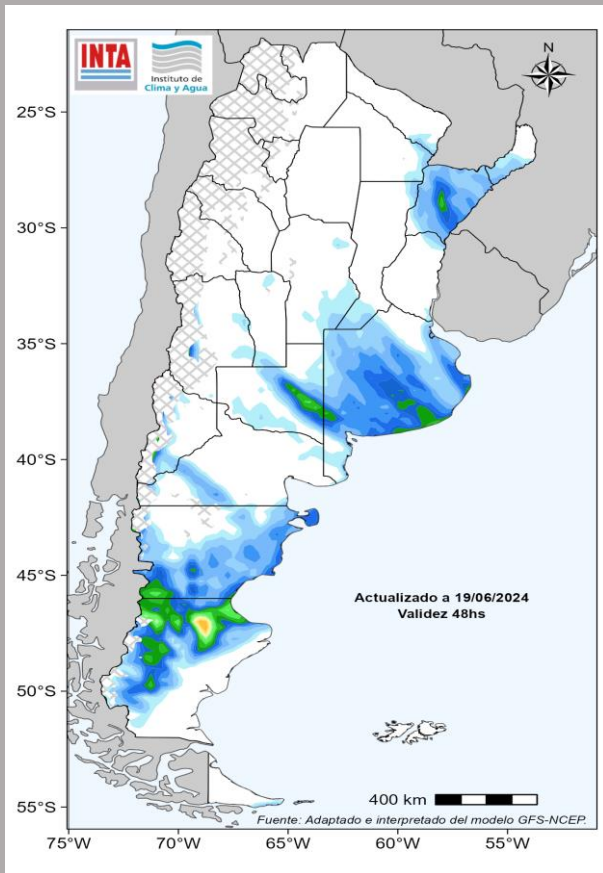 INTA
Instituto de
Clima y Agua
N
25°S
30°S
35°S
40°S
45°S
50°S
55°S
Actualizado a 19/06/2024
Validez 48hs
400 km
Fuente: Adaptado e interpretado del modelo GFS-NCEP.
75°W 70°W 65°W 60°W 55°W